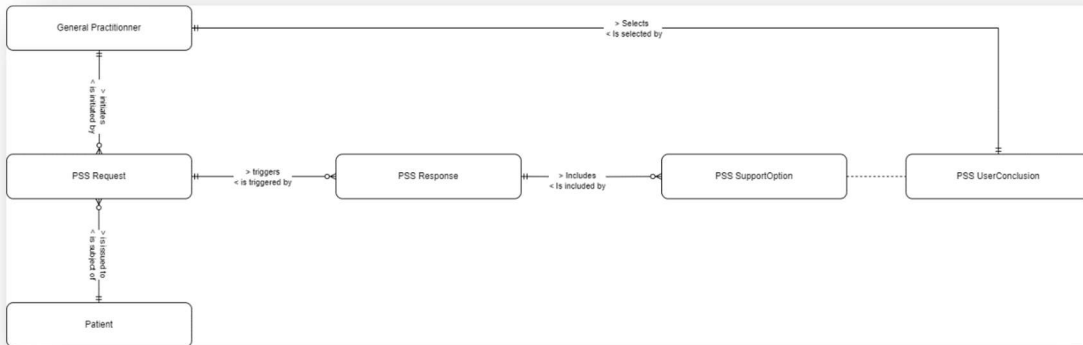 General Practitionner
> Selects
< Is selected by
> initiates
< is initiated by
PSS Request
> triggers
< is triggered by
PSS Response
> Includes
< Is included by
PSS SupportOption
PSS UserConclusion
> is issued to
< is subject of
Patient